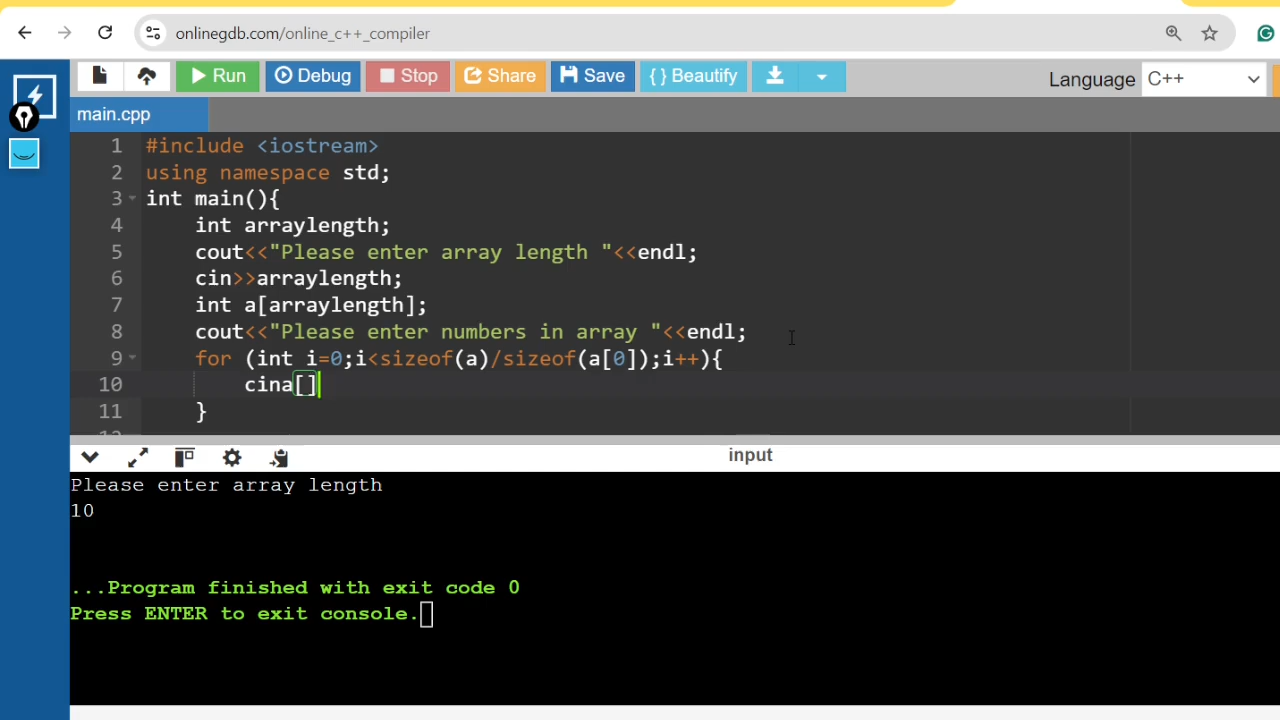 onlinegdb.com/online_c++_compiler
Run Debug Stop Share Save {} Beautify Language C++
main.cpp
1 #include <iostream>
2 using namespace std;
3 int main(){
4 int arraylength;
5 cout<<"Please enter array length "<<endl;
6 cin>>arraylength;
7 int a[arraylength];
8 cout<<"Please enter numbers in array "<<endl;
9 for (int i=0;i<sizeof(a)/sizeof(a[0]);i++){
10 cina[]
11 }
input
Please enter array length
10
...Program finished with exit code 0
Press ENTER to exit console.